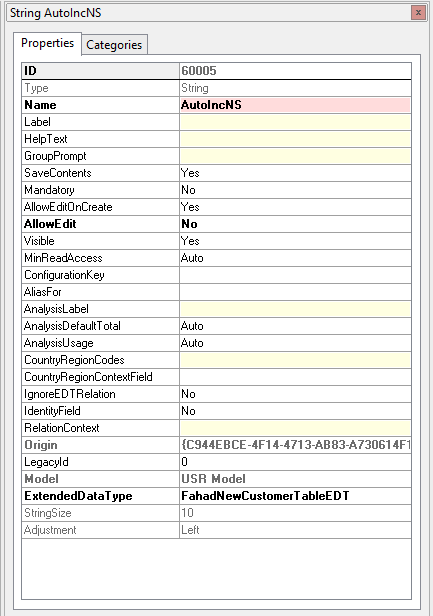 String AutoIncNS
Properties Categories
ID 60005
Type String
Name AutoIncNS
Label
HelpText
GroupPrompt
SaveContents Yes
Mandatory No
AllowEditOnCreate Yes
AllowEdit No
Visible Yes
MinReadAccess Auto
ConfigurationKey
AliasFor
AnalysisLabel
AnalysisDefaultTotal Auto
AnalysisUsage Auto
CountryRegionCodes
CountryRegionContextField
IgnoreEDTRelation No
IdentityField No
RelationContext
Origin {C944EBCE-4F14-4713-AB83-A730614F1
LegacyId 0
Model USR Model
ExtendedDataType FahadNewCustomerTableEDT
StringSize 10
Adjustment Left